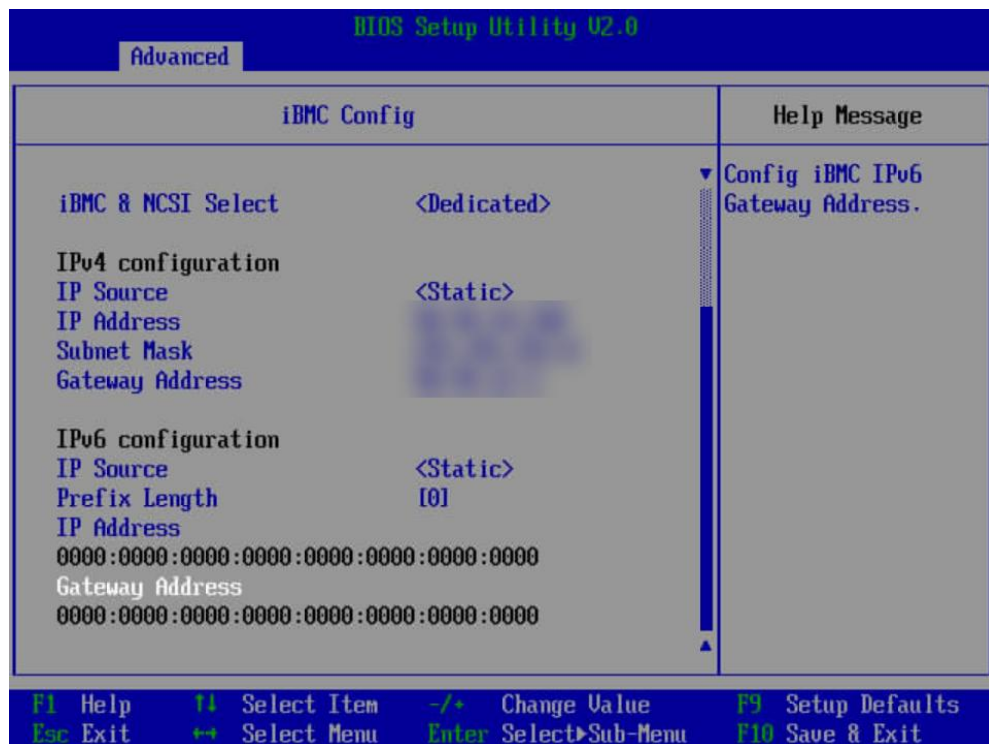 BIOS Setup Utility V2.0
Advanced
iBMC Config
Help Message
iBMC & NCSI Select <Dedicated>
IPv4 configuration
IP Source <Static>
IP Address
Subnet Mask
Gateway Address
IPv6 configuration
IP Source <Static>
Prefix Length [0]
IP Address
0000:0000:0000:0000:0000:0000:0000:0000
Gateway Address
0000:0000:0000:0000:0000:0000:0000:0000
Config iBMC IPv6
Gateway Address.
F1 Help ↑↓ Select Item -/+ Change Value F9 Setup Defaults
Esc Exit ←→ Select Menu Enter Select▶Sub-Menu F10 Save & Exit